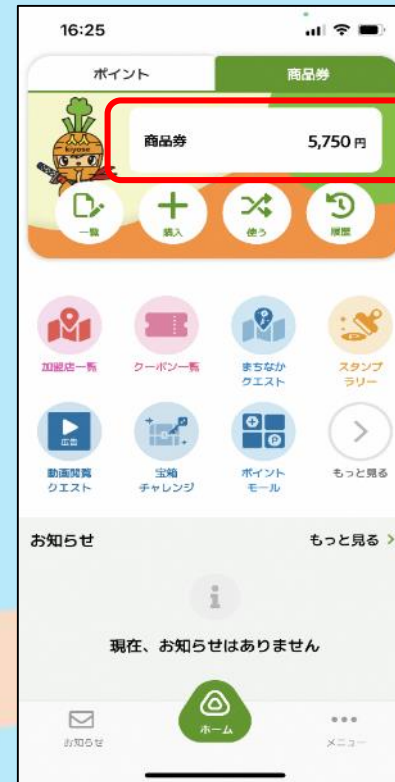 16:25
ポイント
商品券
kiyose
商品券 5,750 円
一覧
購入
使う
履歴
加盟店一覧
クーポン一覧
まちなか
クエスト
スタンプ
ラリー
広告
動画閲覧
クエスト
宝箱
チャレンジ
P
ポイント
モール
もっと見る
お知らせ
もっと見る >
現在、お知らせはありません
お知らせ
ホーム
メニュー